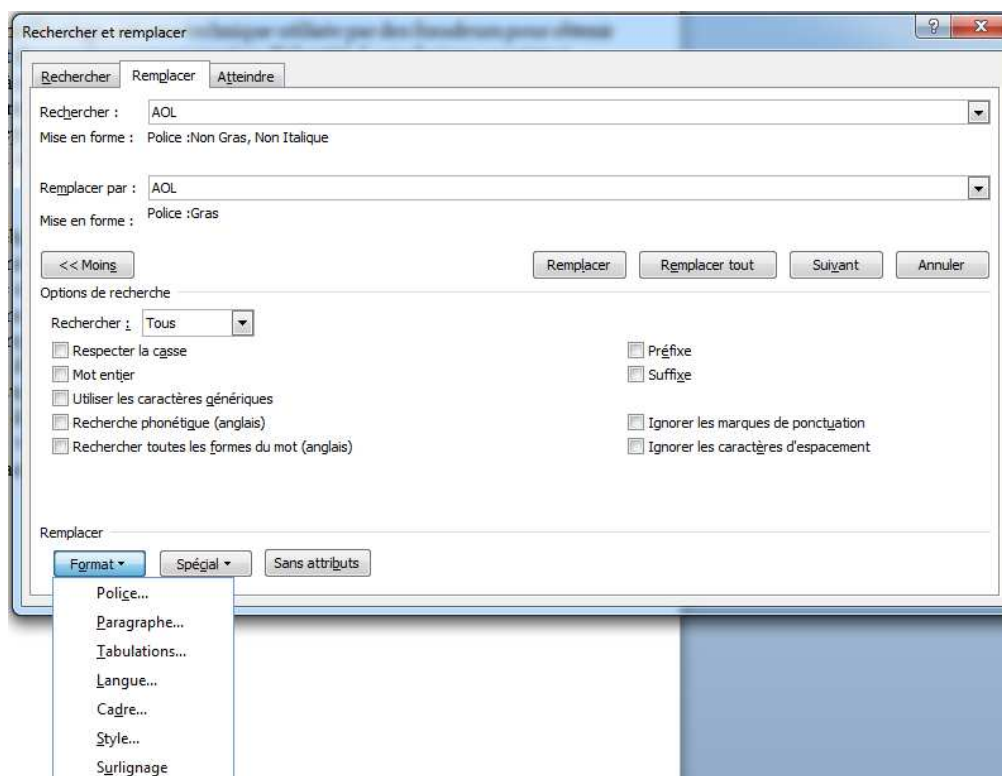 Rechercher et remplacer
Rechercher Remplacer Atteindre
Rechercher : AOL
Mise en forme : Police :Non Gras, Non Italique
Remplacer par : AOL
Mise en forme : Police :Gras
<< Moins Remplacer Remplacer tout Suivant Annuler
Options de recherche
Rechercher : Tous
Respecter la casse Préfixe
Mot entier Suffixe
Utiliser les caractères génériques
Recherche phonétique (anglais) Ignorer les marques de ponctuation
Rechercher toutes les formes du mot (anglais) Ignorer les caractères d'espacement
Remplacer
Format Spécial Sans attributs
Police...
Paragraphe...
Tabulations...
Langue...
Cadre...
Style...
Surlignage